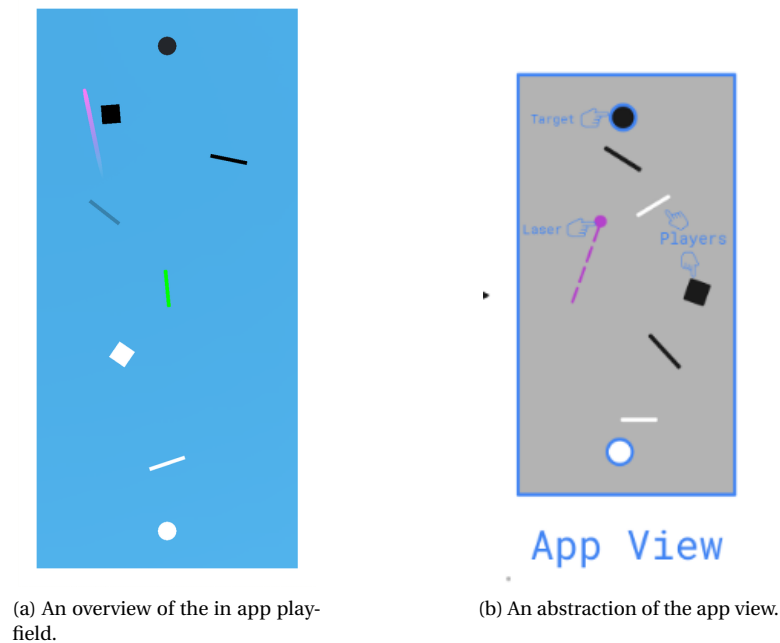 Target
Laser
Players
App View
(a) An overview of the in app play-
field.
(b) An abstraction of the app view.